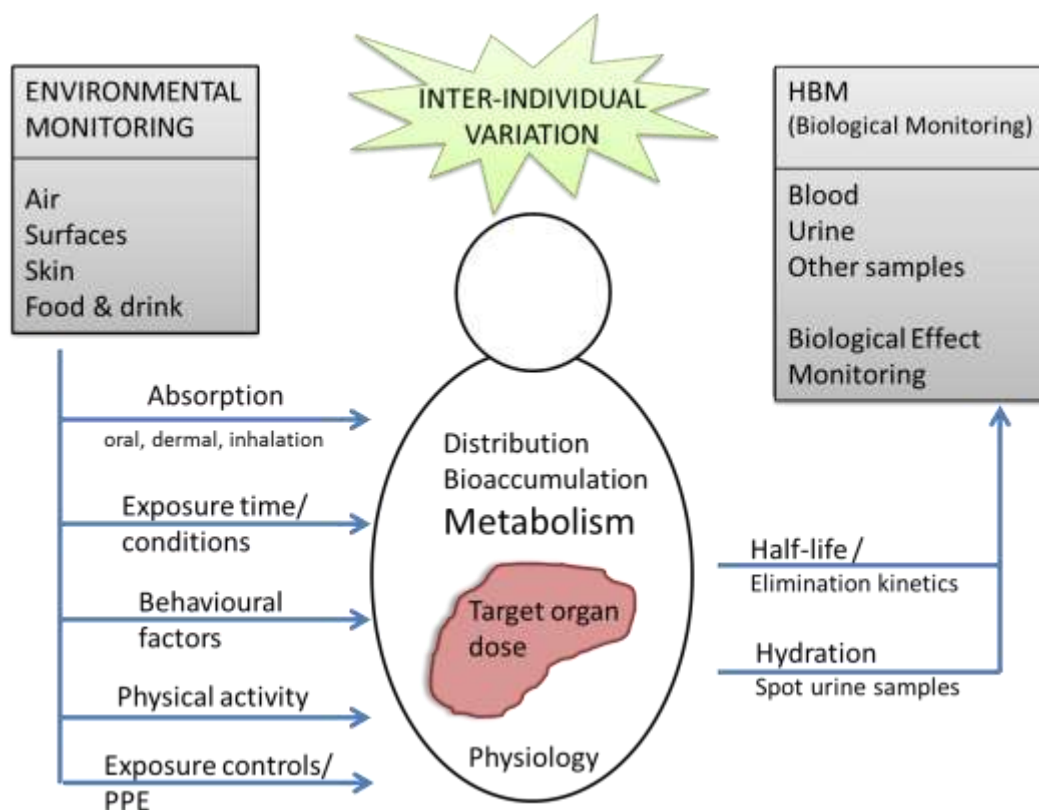 ENVIRONMENTAL
MONITORING
Air
Surfaces
Skin
Food & drink
INTER-INDIVIDUAL
VARIATION
HBM
(Biological Monitoring)
Blood
Urine
Other samples
Biological Effect
Monitoring
Absorption
oral, dermal, inhalation
Exposure time/
conditions
Behavioural
factors
Physical activity
Exposure controls/
PPE
Distribution
Bioaccumulation
Metabolism
Target organ
dose
Physiology
Half-life /
Elimination kinetics
Hydration
Spot urine samples